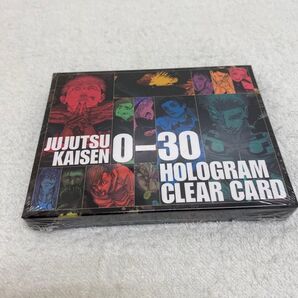 JUJUTSU
KAISEN 0-30
HOLOGRAM
CLEAR CARD